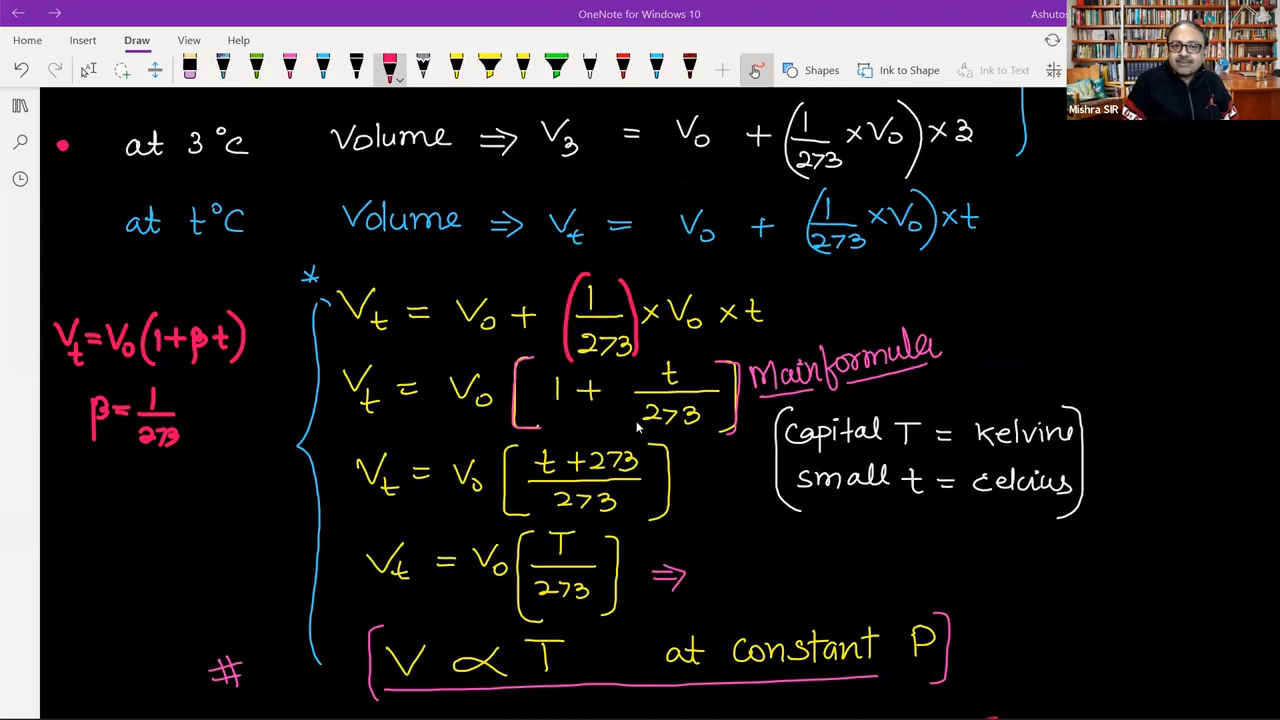 OneNote for Windows 10
Ashutos
Home Insert Draw View Help
Shapes Ink to Shape Ink to Text
Mishra SIR
at 3°C Volume ⇒ V₃ = V₀ + (1/273 × V₀) × 3
at t°C Volume ⇒ Vt = V₀ + (1/273 × V₀) × t
*
Vt = V₀ + (1/273) × V₀ × t
Vt = V₀ (1 + βt)
β = 1/273
Vt = V₀ [1 + t/273] Mainformula
(capital T = kelvine
small t = celcius)
Vt = V₀ [t + 273/273]
Vt = V₀ [T/273] ⇒
# [V ∝ T at constant P]